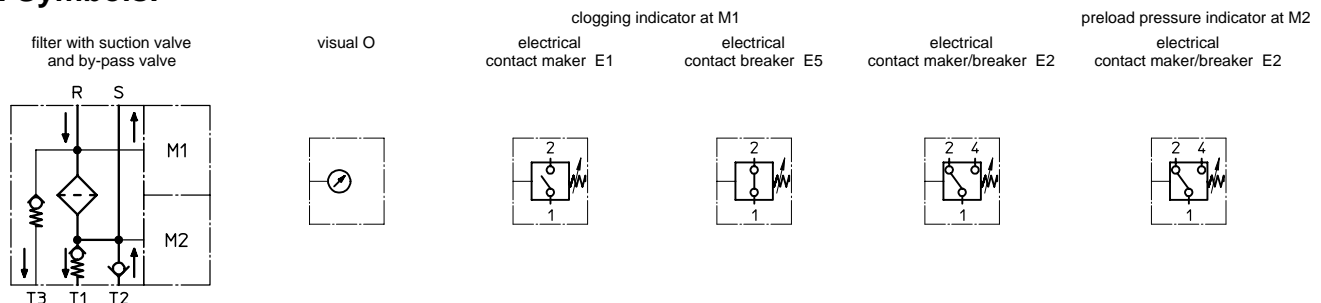 Symbols:
clogging indicator at M1
preload pressure indicator at M2
filter with suction valve
and by-pass valve
visual O
electrical
contact maker E1
electrical
contact breaker E5
electrical
contact maker/breaker E2
electrical
contact maker/breaker E2
R S
M1
M2
T3 T1 T2
2
1
2
1
2 4
1
2 4
1